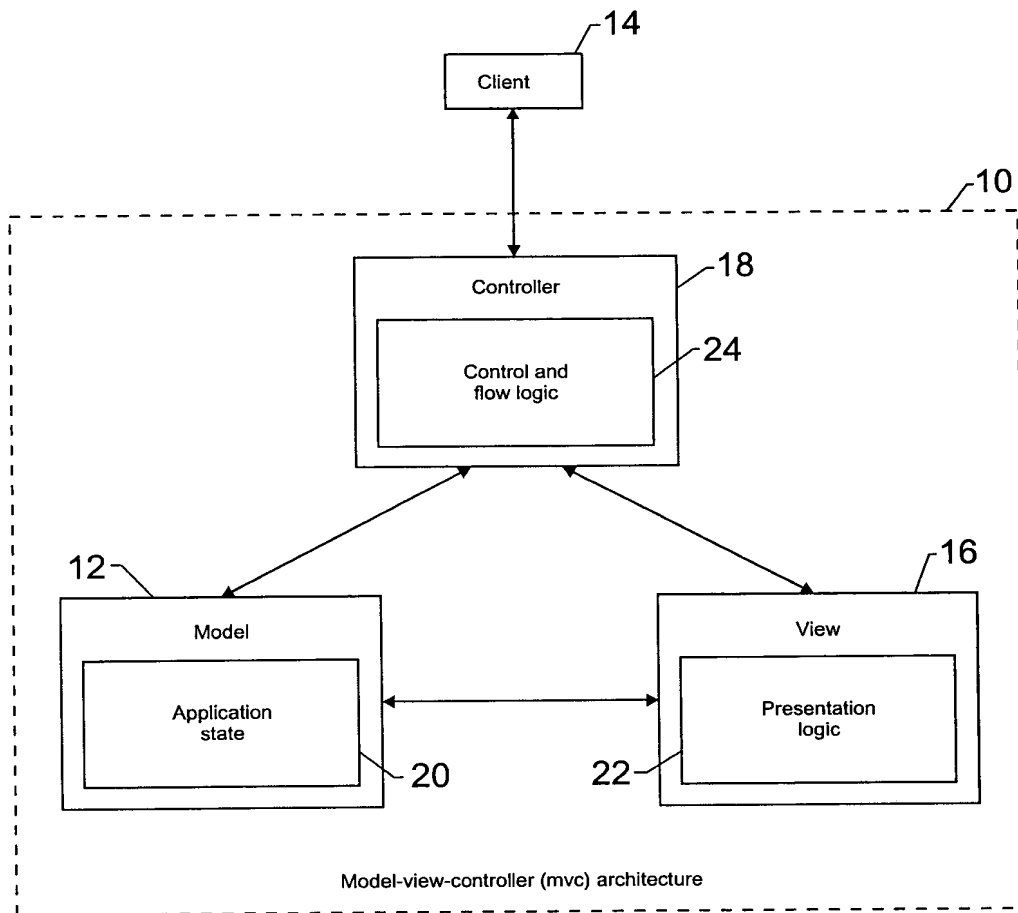 14
Client
10
18
Controller
24
Control and
flow logic
12
16
Model
View
Application
state
Presentation
logic
20
22
Model-view-controller (mvc) architecture